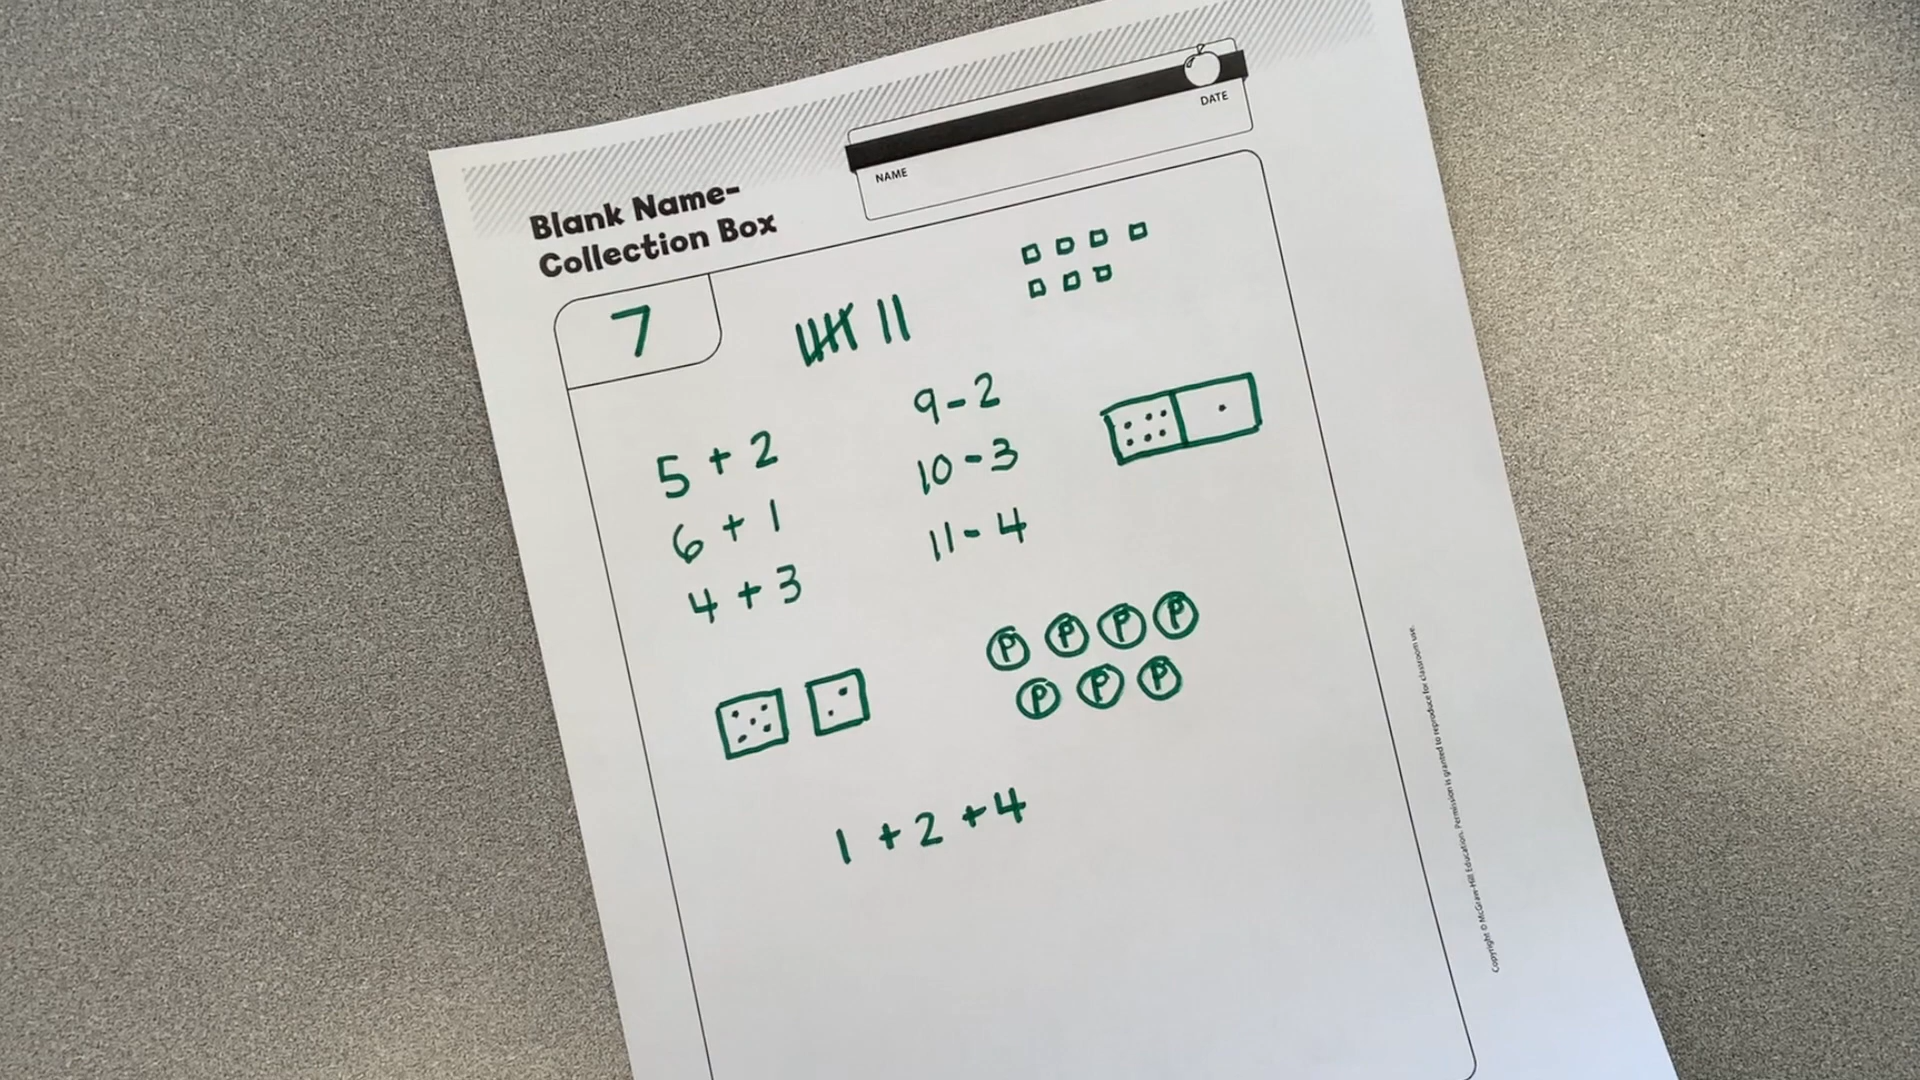 Blank Name-
Collection Box
NAME
DATE
7
5 + 2
6 + 1
4 + 3
9 - 2
10 - 3
11 - 4
P P P P
P P P
1 + 2 + 4
Copyright © McGraw-Hill Education. Permission is granted to reproduce for classroom use.